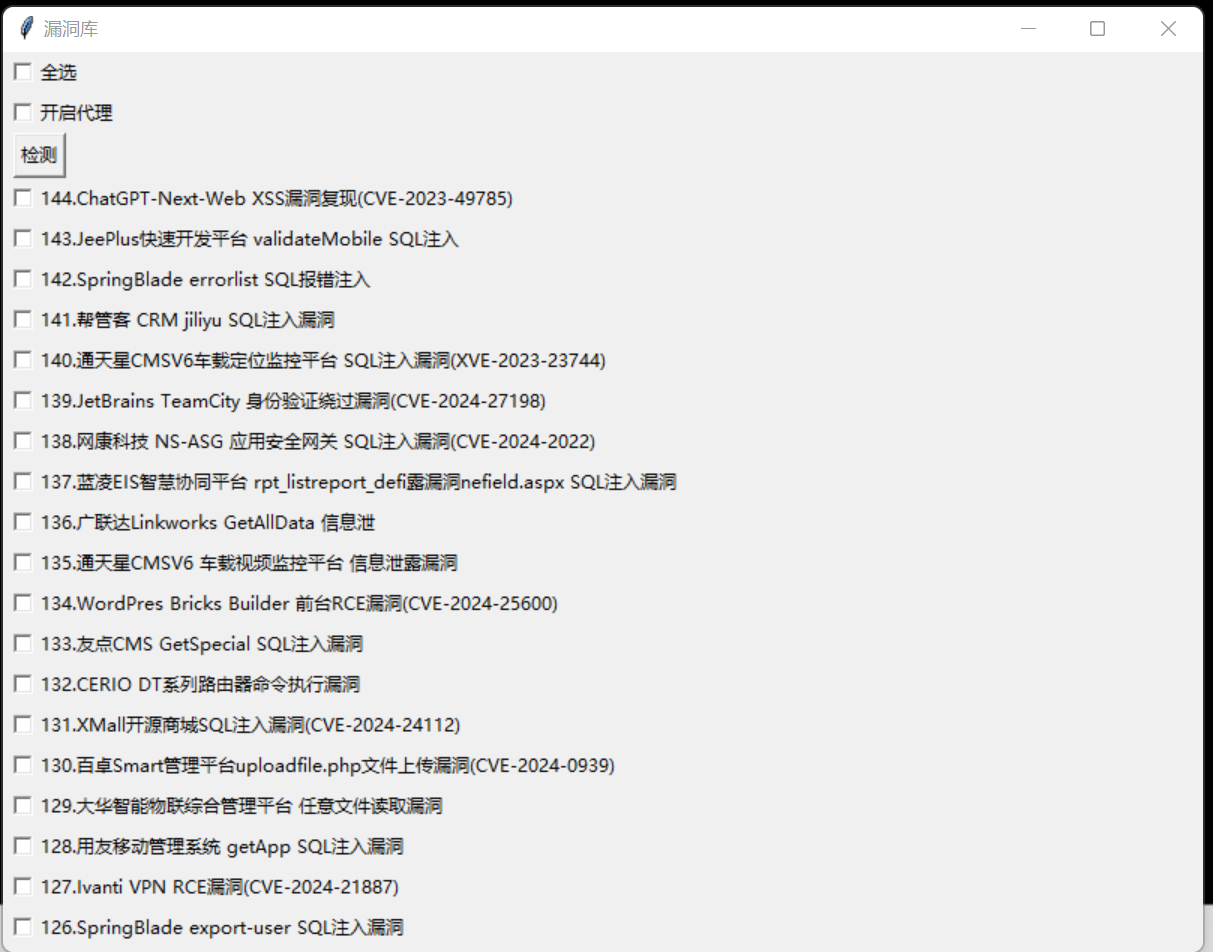 漏洞库
全选
开启代理
检测
144.ChatGPT-Next-Web XSS漏洞复现(CVE-2023-49785)
143.JeePlus快速开发平台 validateMobile SQL注入
142.SpringBlade errorlist SQL报错注入
141.帮管客 CRM jiliyu SQL注入漏洞
140.通天星CMSV6车载定位监控平台 SQL注入漏洞(XVE-2023-23744)
139.JetBrains TeamCity 身份验证绕过漏洞(CVE-2024-27198)
138.网康科技 NS-ASG 应用安全网关 SQL注入漏洞(CVE-2024-2022)
137.蓝凌EIS智慧协同平台 rpt_listreport_defi露漏洞nefield.aspx SQL注入漏洞
136.广联达Linkworks GetAllData 信息泄
135.通天星CMSV6 车载视频监控平台 信息泄露漏洞
134.WordPres Bricks Builder 前台RCE漏洞(CVE-2024-25600)
133.友点CMS GetSpecial SQL注入漏洞
132.CERIO DT系列路由器命令执行漏洞
131.XMall开源商城SQL注入漏洞(CVE-2024-24112)
130.百卓Smart管理平台uploadfile.php文件上传漏洞(CVE-2024-0939)
129.大华智能物联综合管理平台 任意文件读取漏洞
128.用友移动管理系统 getApp SQL注入漏洞
127.Ivanti VPN RCE漏洞(CVE-2024-21887)
126.SpringBlade export-user SQL注入漏洞